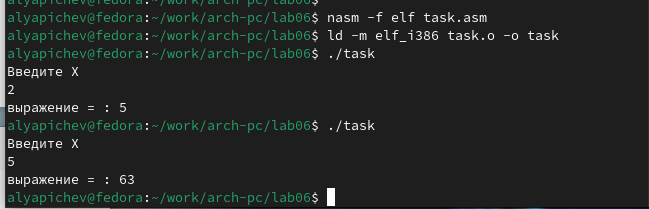 alyapichev@fedora:~/work/arch-pc/lab06$ nasm -f elf task.asm
alyapichev@fedora:~/work/arch-pc/lab06$ ld -m elf_i386 task.o -o task
alyapichev@fedora:~/work/arch-pc/lab06$ ./task
Введите X
2
выражение = : 5
alyapichev@fedora:~/work/arch-pc/lab06$ ./task
Введите X
5
выражение = : 63
alyapichev@fedora:~/work/arch-pc/lab06$